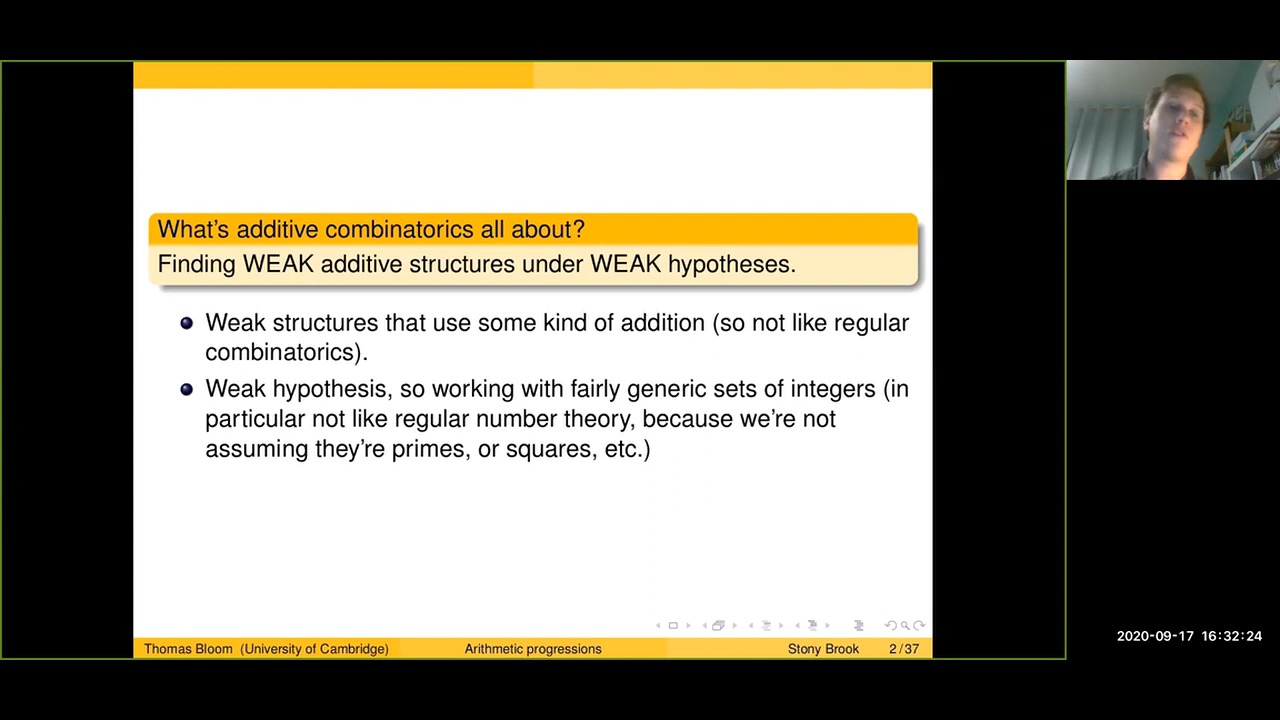 What's additive combinatorics all about?
Finding WEAK additive structures under WEAK hypotheses.
Weak structures that use some kind of addition (so not like regular
combinatorics).
Weak hypothesis, so working with fairly generic sets of integers (in
particular not like regular number theory, because we're not
assuming they're primes, or squares, etc.)
Thomas Bloom (University of Cambridge) Arithmetic progressions Stony Brook 2/37
2020-09-17 16:32:24